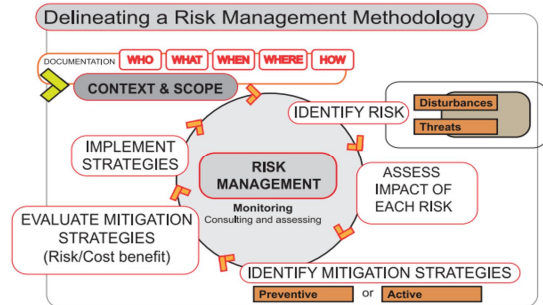 Delineating a Risk Management Methodology
DOCUMENTATION WHO WHAT WHEN WHERE HOW
CONTEXT & SCOPE
IDENTIFY RISK
Disturbances
Threats
IMPLEMENT
STRATEGIES
RISK
MANAGEMENT
Monitoring
Consulting and assessing
ASSESS
IMPACT OF
EACH RISK
EVALUATE MITIGATION
STRATEGIES
(Risk/Cost benefit)
IDENTIFY MITIGATION STRATEGIES
Preventive or Active